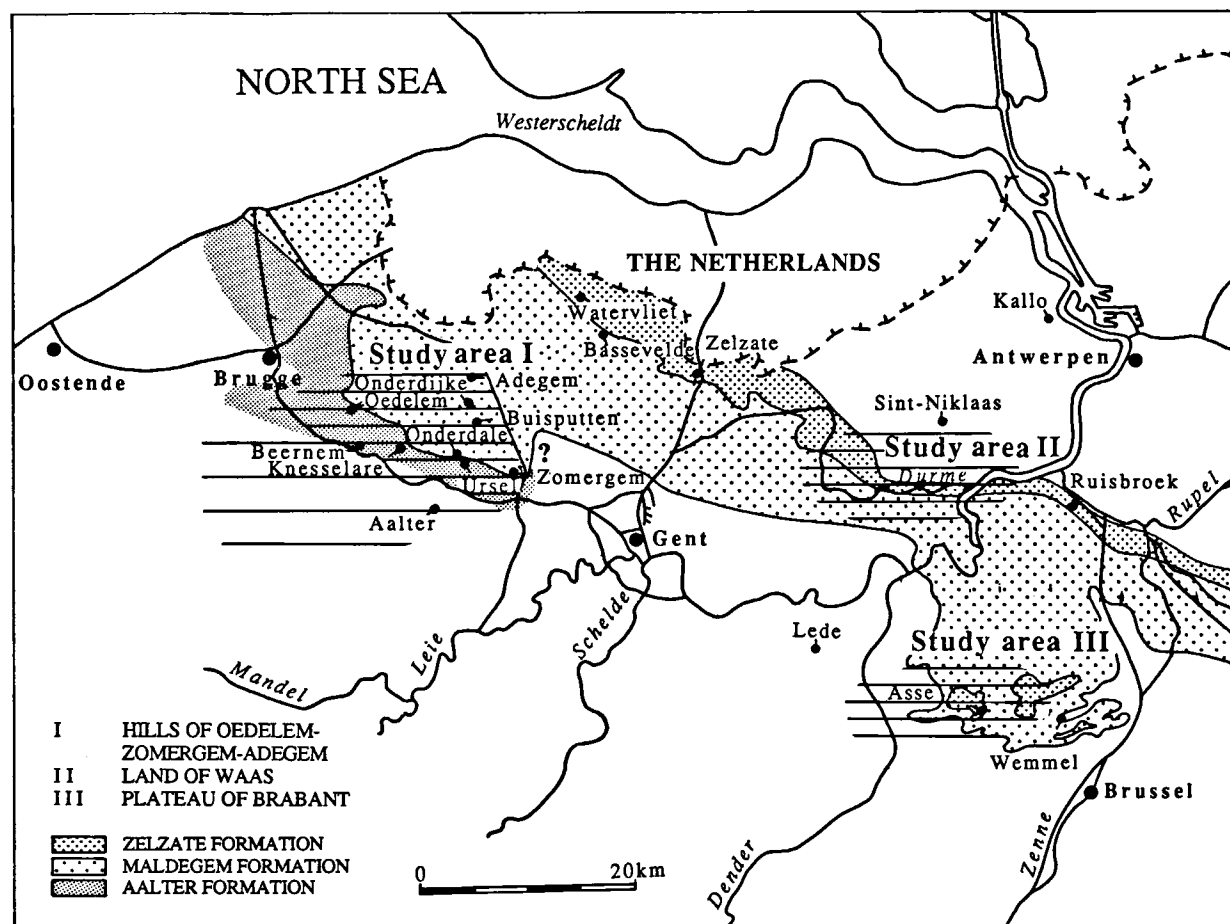 NORTH SEA
Westerscheldt
THE NETHERLANDS
Watervliet
Kallo
Bassevelde
Zelzate
Study area I
Antwerpen
Oostende
Brugge
Onderdijke
Adegem
Oedelem
Sint-Niklaas
Buisputten
Study area II
Onderdale
Beernem
?
Knesselare
Ursel
Zomergem
Durme
Ruisbroek
Rupel
Aalter
Gent
Schelde
Lede
Study area III
Leie
Mandel
Asse
Wemmel
Brussel
Dender
Zenne
I HILLS OF OEDELEM-
ZOMERGEM-ADEGEM
II LAND OF WAAS
III PLATEAU OF BRABANT
ZELZATE FORMATION
MALDEGEM FORMATION
AALTER FORMATION
0 20km